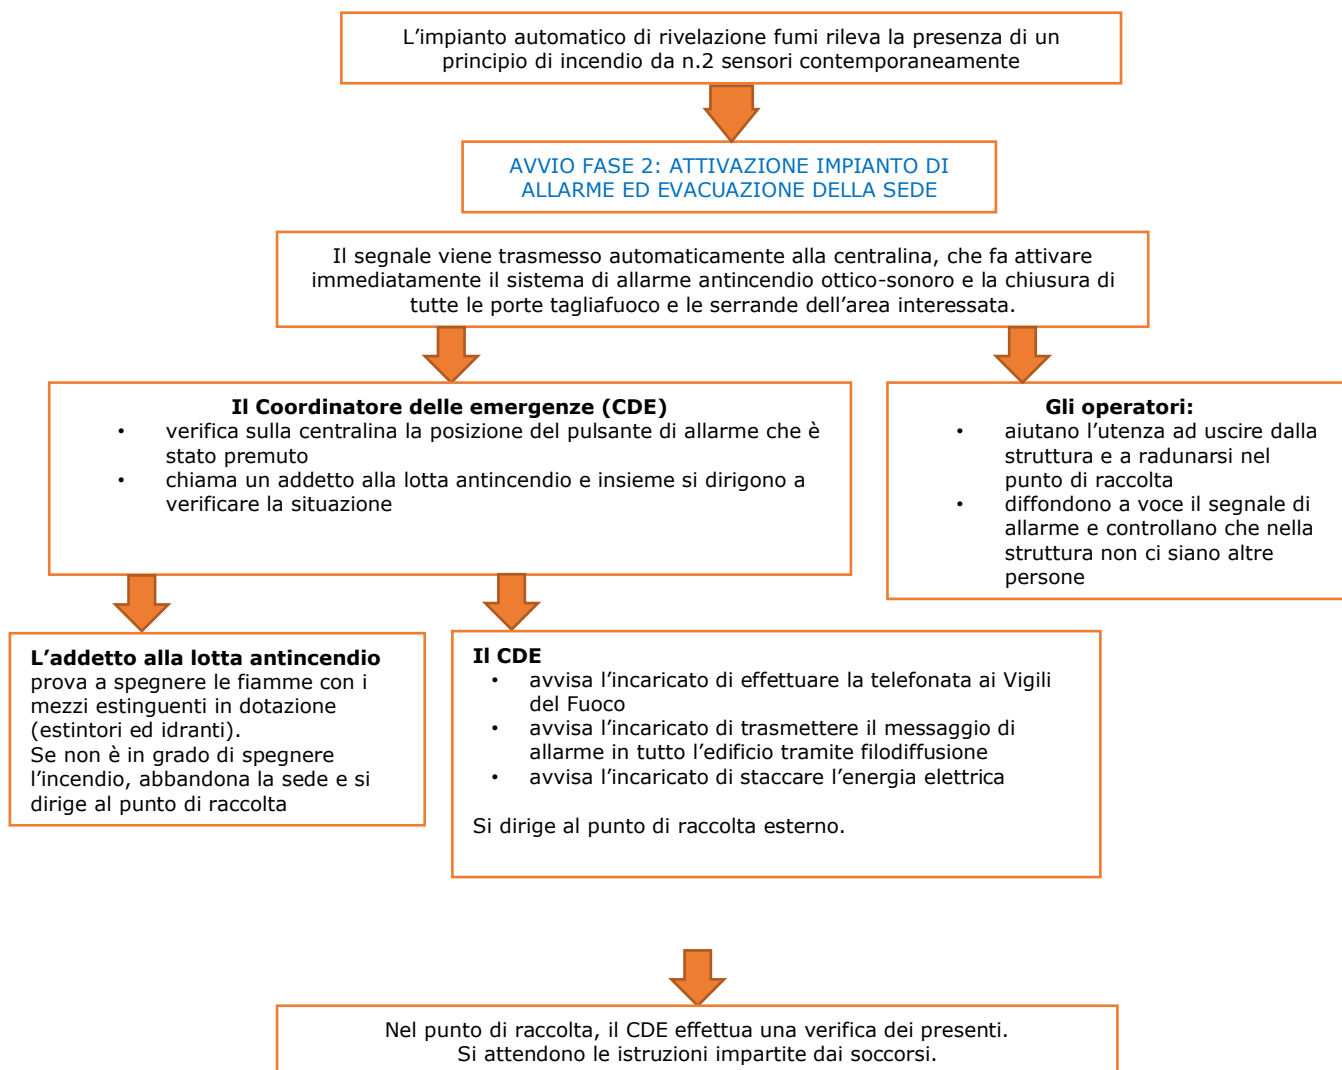 L’impianto automatico di rivelazione fumi rileva la presenza di un
principio di incendio da n.2 sensori contemporaneamente
AVVIO FASE 2: ATTIVAZIONE IMPIANTO DI
ALLARME ED EVACUAZIONE DELLA SEDE
Il segnale viene trasmesso automaticamente alla centralina, che fa attivare
immediatamente il sistema di allarme antincendio ottico-sonoro e la chiusura di
tutte le porte tagliafuoco e le serrande dell’area interessata.
Il Coordinatore delle emergenze (CDE)
• verifica sulla centralina la posizione del pulsante di allarme che è
stato premuto
• chiama un addetto alla lotta antincendio e insieme si dirigono a
verificare la situazione
Gli operatori:
• aiutano l’utenza ad uscire dalla
struttura e a radunarsi nel
punto di raccolta
• diffondono a voce il segnale di
allarme e controllano che nella
struttura non ci siano altre
persone
L’addetto alla lotta antincendio
prova a spegnere le fiamme con i
mezzi estinguenti in dotazione
(estintori ed idranti).
Se non è in grado di spegnere
l’incendio, abbandona la sede e si
dirige al punto di raccolta
Il CDE
• avvisa l’incaricato di effettuare la telefonata ai Vigili
del Fuoco
• avvisa l’incaricato di trasmettere il messaggio di
allarme in tutto l’edificio tramite filodiffusione
• avvisa l’incaricato di staccare l’energia elettrica
Si dirige al punto di raccolta esterno.
Nel punto di raccolta, il CDE effettua una verifica dei presenti.
Si attendono le istruzioni impartite dai soccorsi.